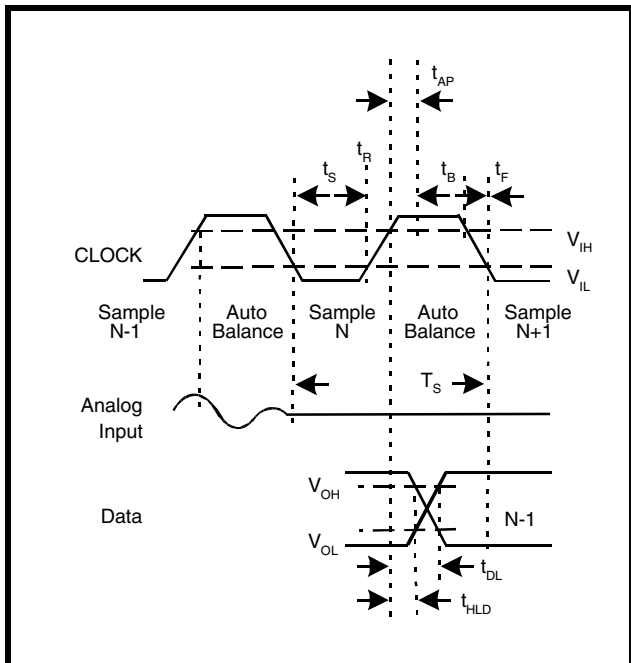 t_AP
t_R
t_S t_B t_F
CLOCK V_IH
V_IL
Sample N-1 Auto Balance Sample N Auto Balance Sample N+1
T_S
Analog Input
V_OH
Data N-1
V_OL
t_DL
t_HLD